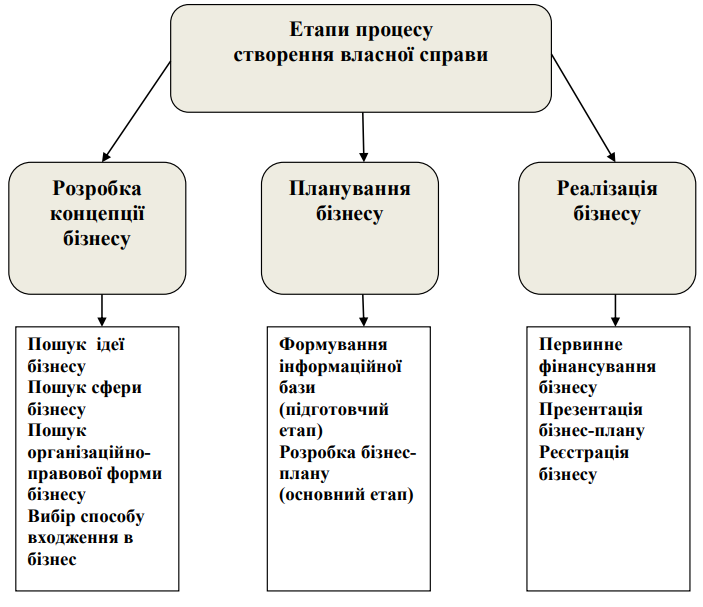 Етапи процесу
створення власної справи
Розробка
концепції
бізнесу
Планування
бізнесу
Реалізація
бізнесу
Пошук ідеї
бізнесу
Пошук сфери
бізнесу
Пошук
організаційно-
правової форми
бізнесу
Вибір способу
входження в
бізнес
Формування
інформаційної
бази
(підготовчий
етап)
Розробка бізнес-
плану
(основний етап)
Первинне
фінансування
бізнесу
Презентація
бізнес-плану
Реєстрація
бізнесу